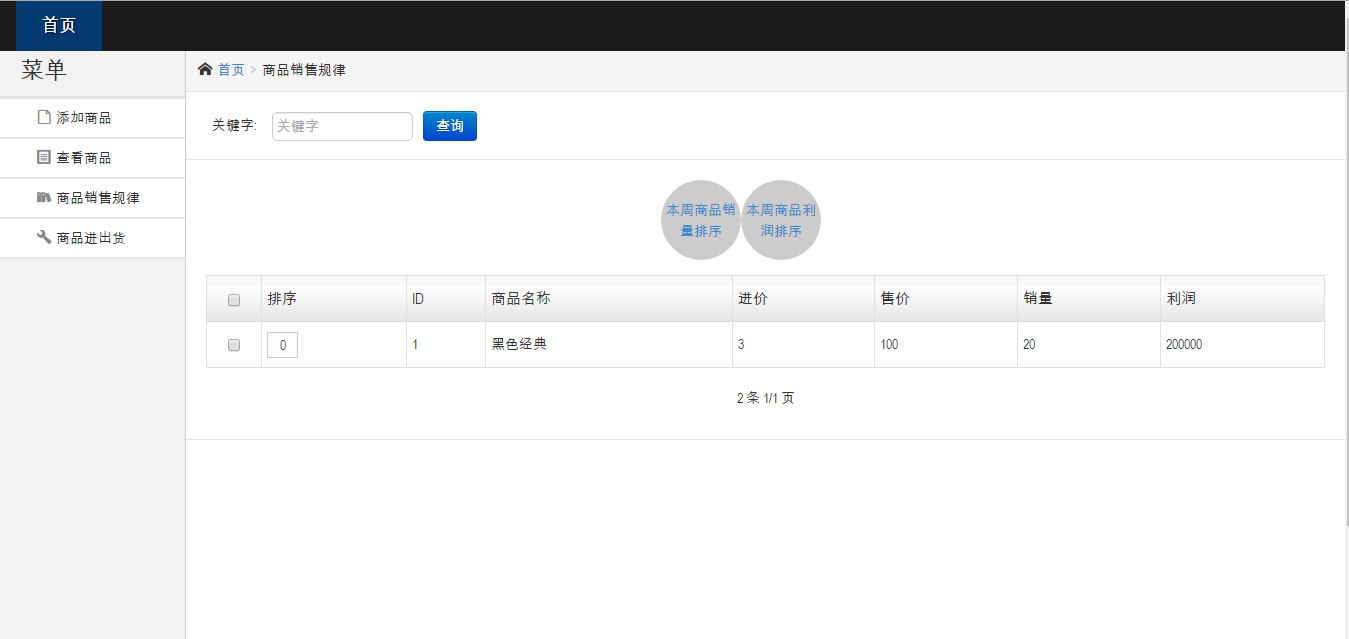 首页
菜单
添加商品
查看商品
商品销售规律
商品进出货
首页 > 商品销售规律
关键字: 关键字 查询
本周商品销
量排序
本周商品利
润排序
排序 ID 商品名称 进价 售价 销量 利润
0 1 黑色经典 3 100 20 200000
2 条 1/1 页